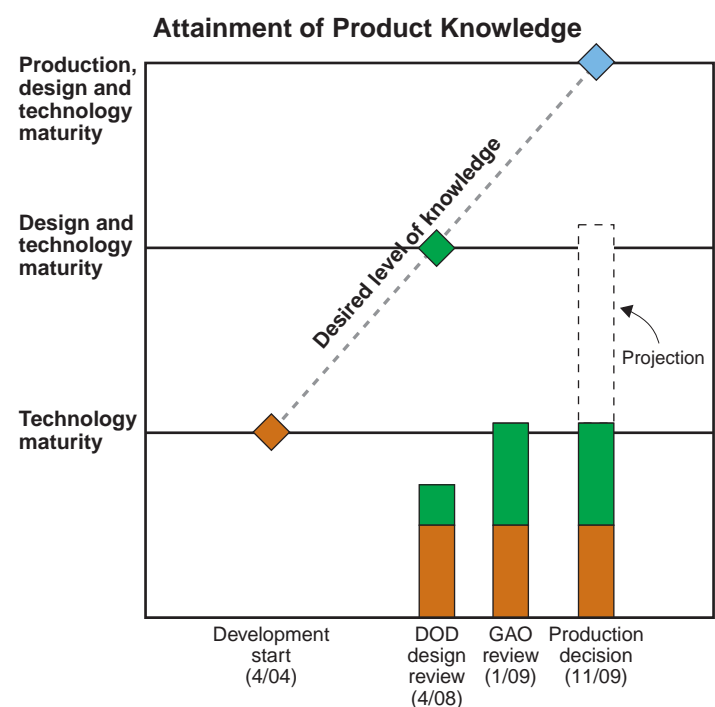 Attainment of Product Knowledge
Production,
design and
technology
maturity
Design and
technology
maturity
Desired level of knowledge
Projection
Technology
maturity
Development
start
(4/04)
DOD
design
review
(4/08)
GAO
review
(1/09)
Production
decision
(11/09)